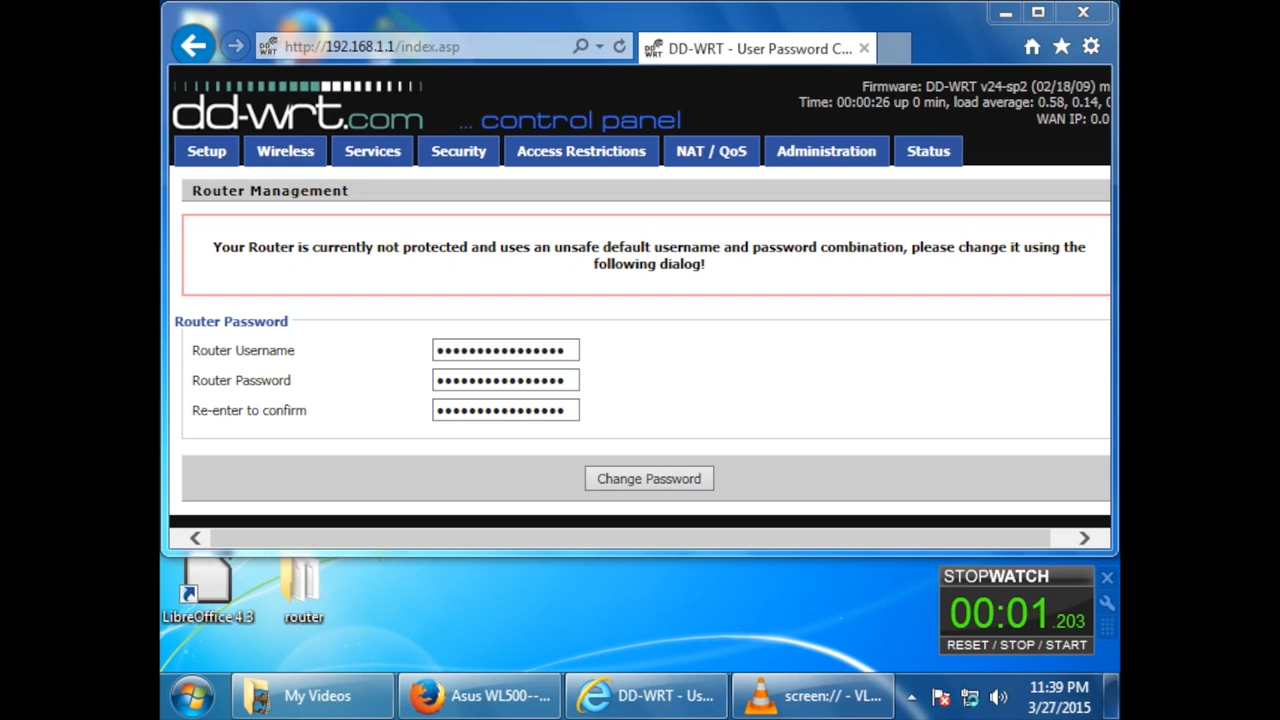 http://192.168.1.1/index.asp
DD-WRT - User Password C...
Firmware: DD-WRT v24-sp2 (02/18/09) m
dd-wrt.com ... control panel
Time: 00:00:26 up 0 min, load average: 0.58, 0.14, 0
WAN IP: 0.0
Setup Wireless Services Security Access Restrictions NAT / QoS Administration Status
Router Management
Your Router is currently not protected and uses an unsafe default username and password combination, please change it using the
following dialog!
Router Password
Router Username ●●●●●●●●●●●●●●●●
Router Password ●●●●●●●●●●●●●●●●
Re-enter to confirm ●●●●●●●●●●●●●●●●
Change Password
LibreOffice 4.3
router
STOPWATCH
00:01.203
RESET / STOP / START
My Videos
Asus WL500--...
DD-WRT - Us...
screen:// - VL...
11:39 PM
3/27/2015